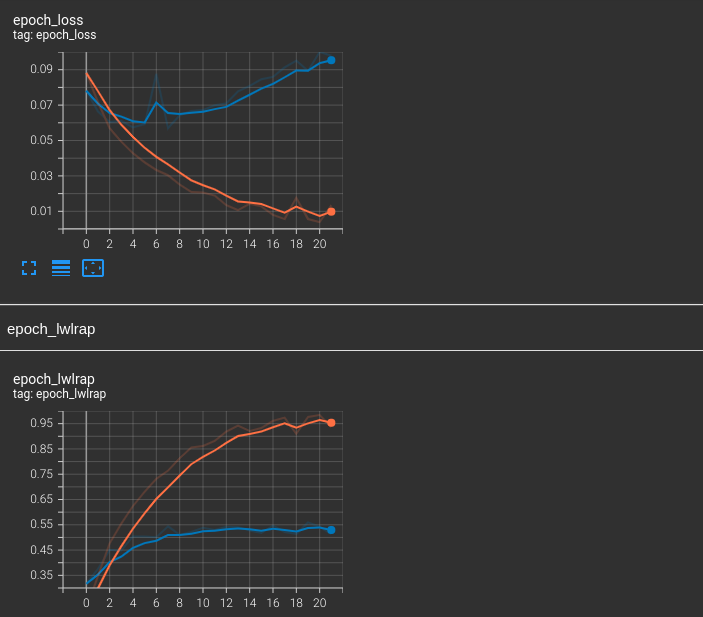 epoch_loss
tag: epoch_loss
0.09
0.07
0.05
0.03
0.01
0 2 4 6 8 10 12 14 16 18 20
epoch_lwlrap
epoch_lwlrap
tag: epoch_lwlrap
0.95
0.85
0.75
0.65
0.55
0.45
0.35
0 2 4 6 8 10 12 14 16 18 20